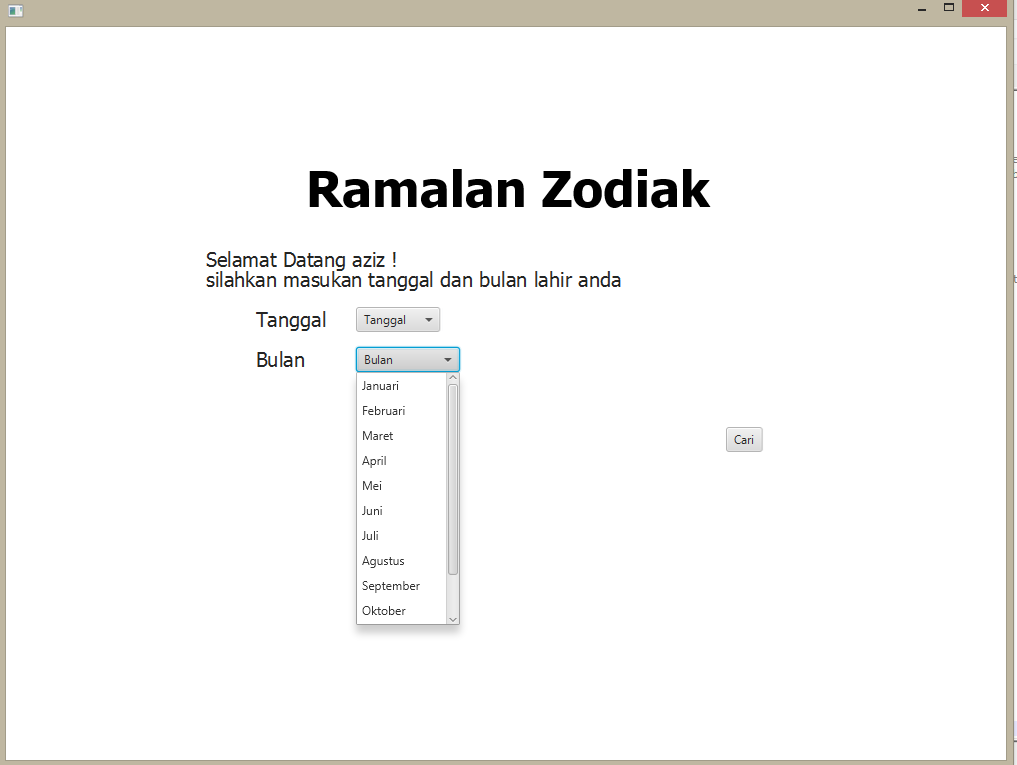 Ramalan Zodiak
Selamat Datang aziz !
silahkan masukan tanggal dan bulan lahir anda
Tanggal Tanggal
Bulan Bulan
Januari
Februari
Maret
April
Mei
Juni
Juli
Agustus
September
Oktober
Cari